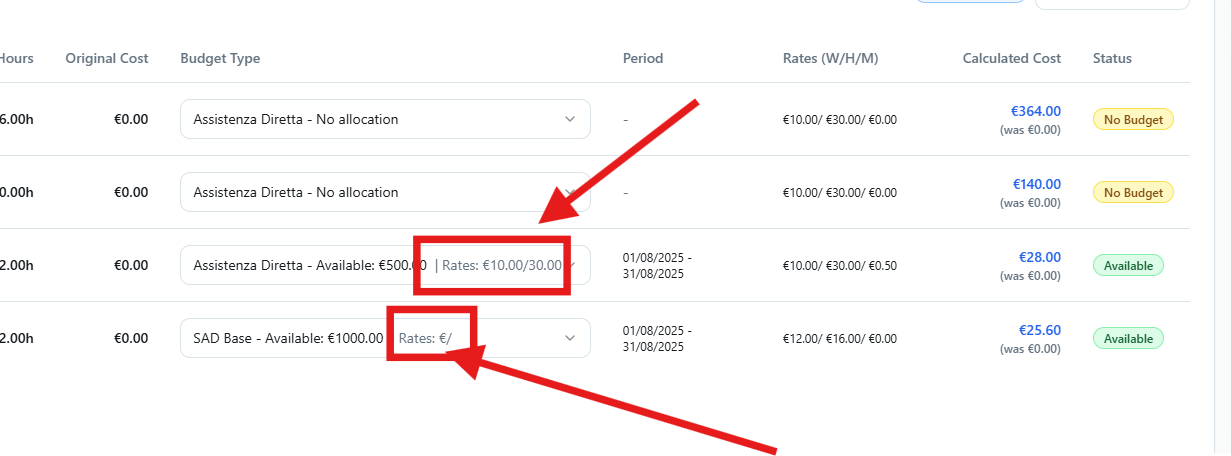 Hours Original Cost Budget Type Period Rates (W/H/M) Calculated Cost Status
6.00h €0.00 Assistenza Diretta - No allocation - €10.00/ €30.00/ €0.00 €364.00 No Budget
(was €0.00)
0.00h €0.00 Assistenza Diretta - No allocation - €10.00/ €30.00/ €0.00 €140.00 No Budget
(was €0.00)
2.00h €0.00 Assistenza Diretta - Available: €500.00 | Rates: €10.00/30.00 01/08/2025 - €10.00/ €30.00/ €0.50 €28.00 Available
31/08/2025 (was €0.00)
2.00h €0.00 SAD Base - Available: €1000.00 Rates: €/ 01/08/2025 - €12.00/ €16.00/ €0.00 €25.60 Available
31/08/2025 (was €0.00)